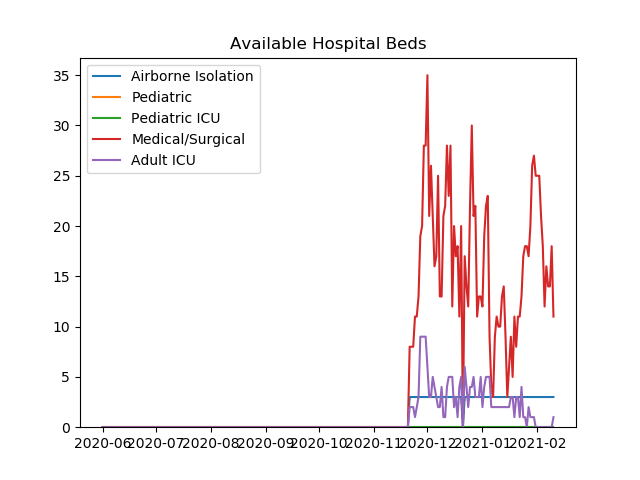 Available Hospital Beds
Airborne Isolation
Pediatric
Pediatric ICU
Medical/Surgical
Adult ICU
35
30
25
20
15
10
5
0
2020-06 2020-07 2020-08 2020-09 2020-10 2020-11 2020-12 2021-01 2021-02